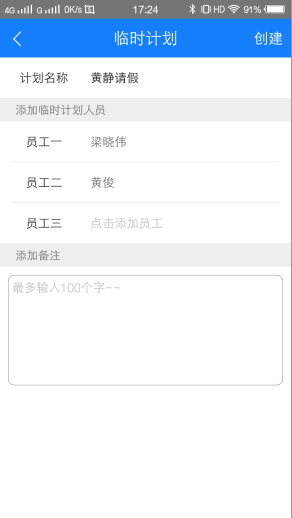 4G G 0K/s 17:24 HD 91%
临时计划 创建
计划名称 黄静请假
添加临时计划人员
员工一 梁晓伟
员工二 黄俊
员工三 点击添加员工
添加备注
最多输入100个字~~